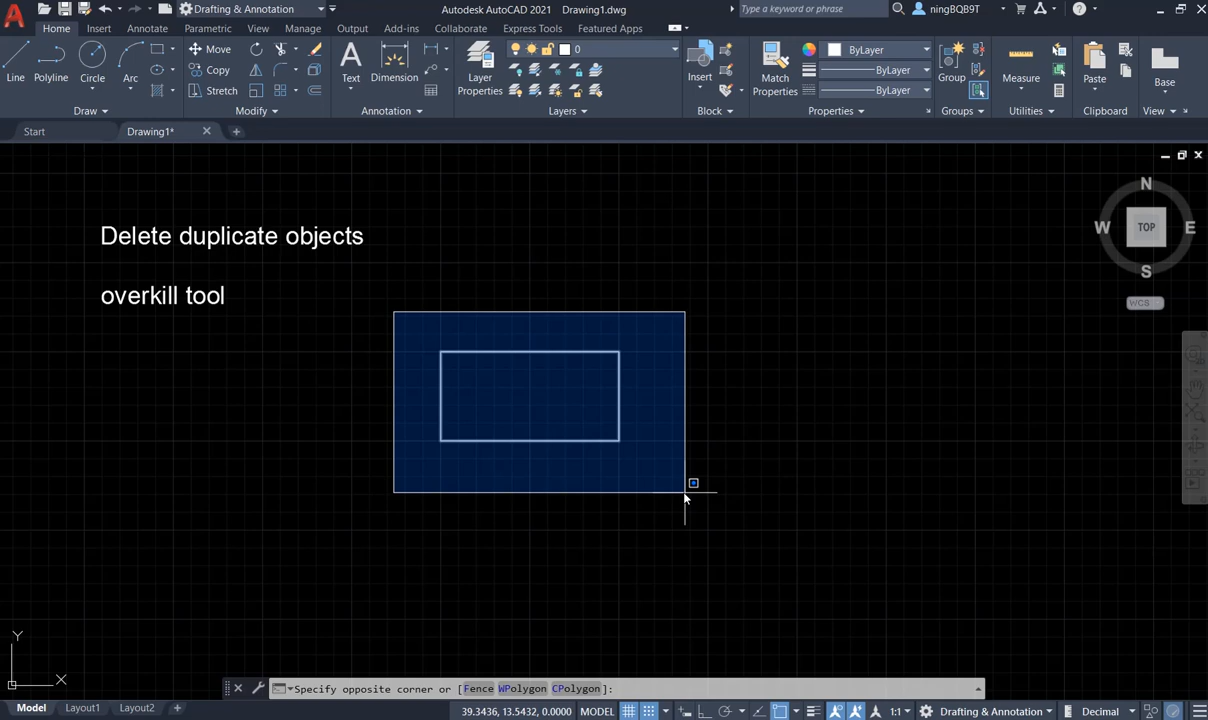 Drafting & Annotation
Autodesk AutoCAD 2021 Drawing1.dwg
Type a keyword or phrase
ningBQB9T
Home Insert Annotate Parametric View Manage Output Add-ins Collaborate Express Tools Featured Apps
Line Polyline Circle Arc
Move
Copy
Stretch
Text Dimension
Layer
Properties
0
Insert
Match
Properties
ByLayer
ByLayer
ByLayer
Group Measure Paste Base
Draw Modify Annotation Layers Block Properties Groups Utilities Clipboard View
Start Drawing1*
N
W TOP E
S
WCS
Delete duplicate objects
overkill tool
Y
X
Specify opposite corner or [Fence WPolygon CPolygon]:
Model Layout1 Layout2
39.3436, 13.5432, 0.0000 MODEL 1:1 Drafting & Annotation Decimal